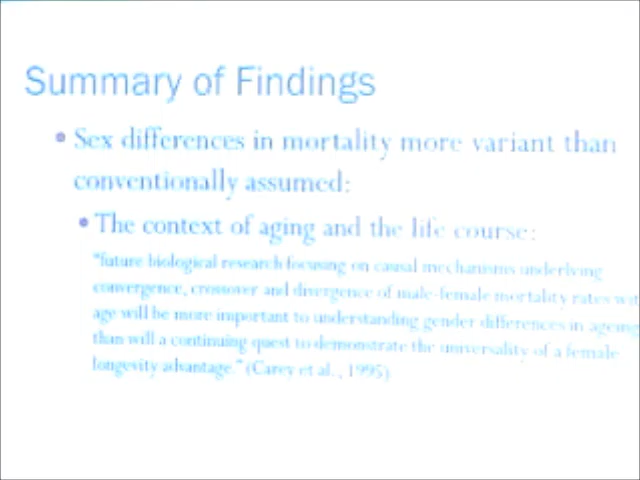 Summary of Findings
• Sex differences in mortality more variant than
conventionally assumed:
• The context of aging and the life course:
"future biological research focusing on causal mechanisms underlying
convergence, crossover and divergence of male-female mortality rates wit
age will be more important to understanding gender differences in ageing
than will a continuing quest to demonstrate the universality of a female
longevity advantage." (Carey et al., 1995)